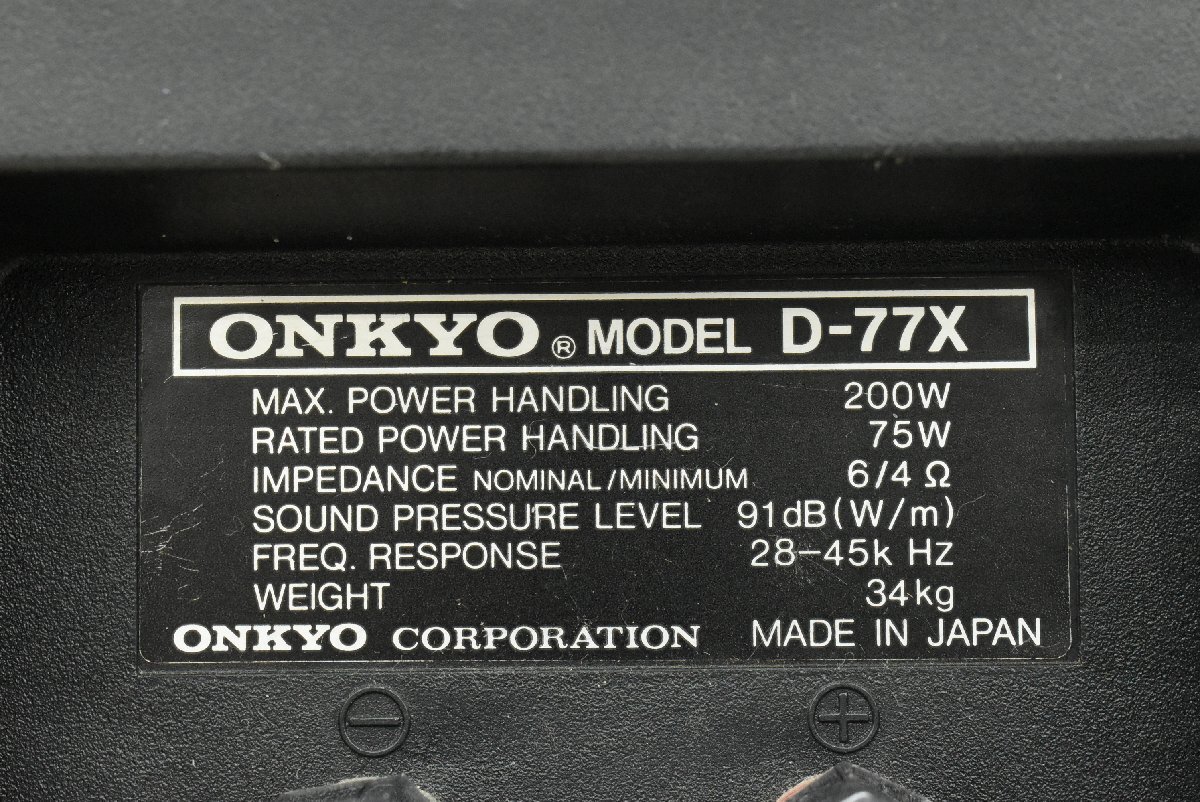 ONKYO ® MODEL D-77X
MAX. POWER HANDLING 200W
RATED POWER HANDLING 75W
IMPEDANCE NOMINAL/MINIMUM 6/4 Ω
SOUND PRESSURE LEVEL 91dB(W/m)
FREQ. RESPONSE 28-45k Hz
WEIGHT 34kg
ONKYO CORPORATION MADE IN JAPAN
− +